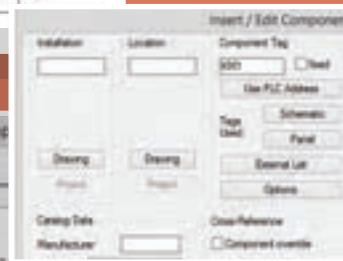 Insert / Edit Component
Installation
Location
Component Tag
fixed
Use PLC Address
Tags
Used
Schematic
Panel
External List
Options
Drawing
Drawing
Project
Project
Catalog Data
Manufacturer
Cross-Reference
Component override